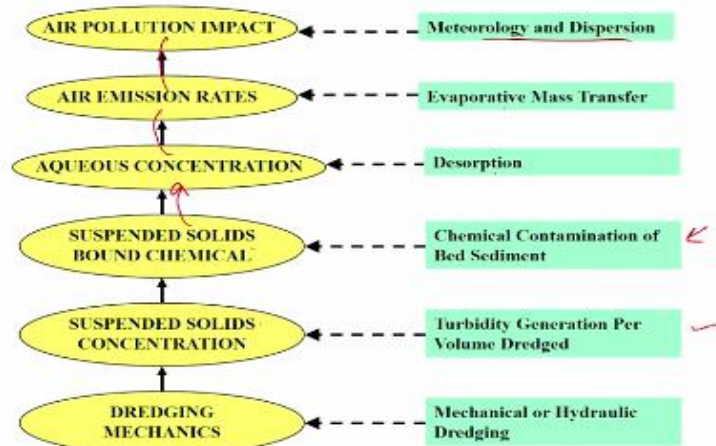 AIR POLLUTION IMPACT
Meteorology and Dispersion
AIR EMISSION RATES
Evaporative Mass Transfer
AQUEOUS CONCENTRATION
Desorption
SUSPENDED SOLIDS
BOUND CHEMICAL
Chemical Contamination of
Bed Sediment
SUSPENDED SOLIDS
CONCENTRATION
Turbidity Generation Per
Volume Dredged
DREDGING
MECHANICS
Mechanical or Hydraulic
Dredging